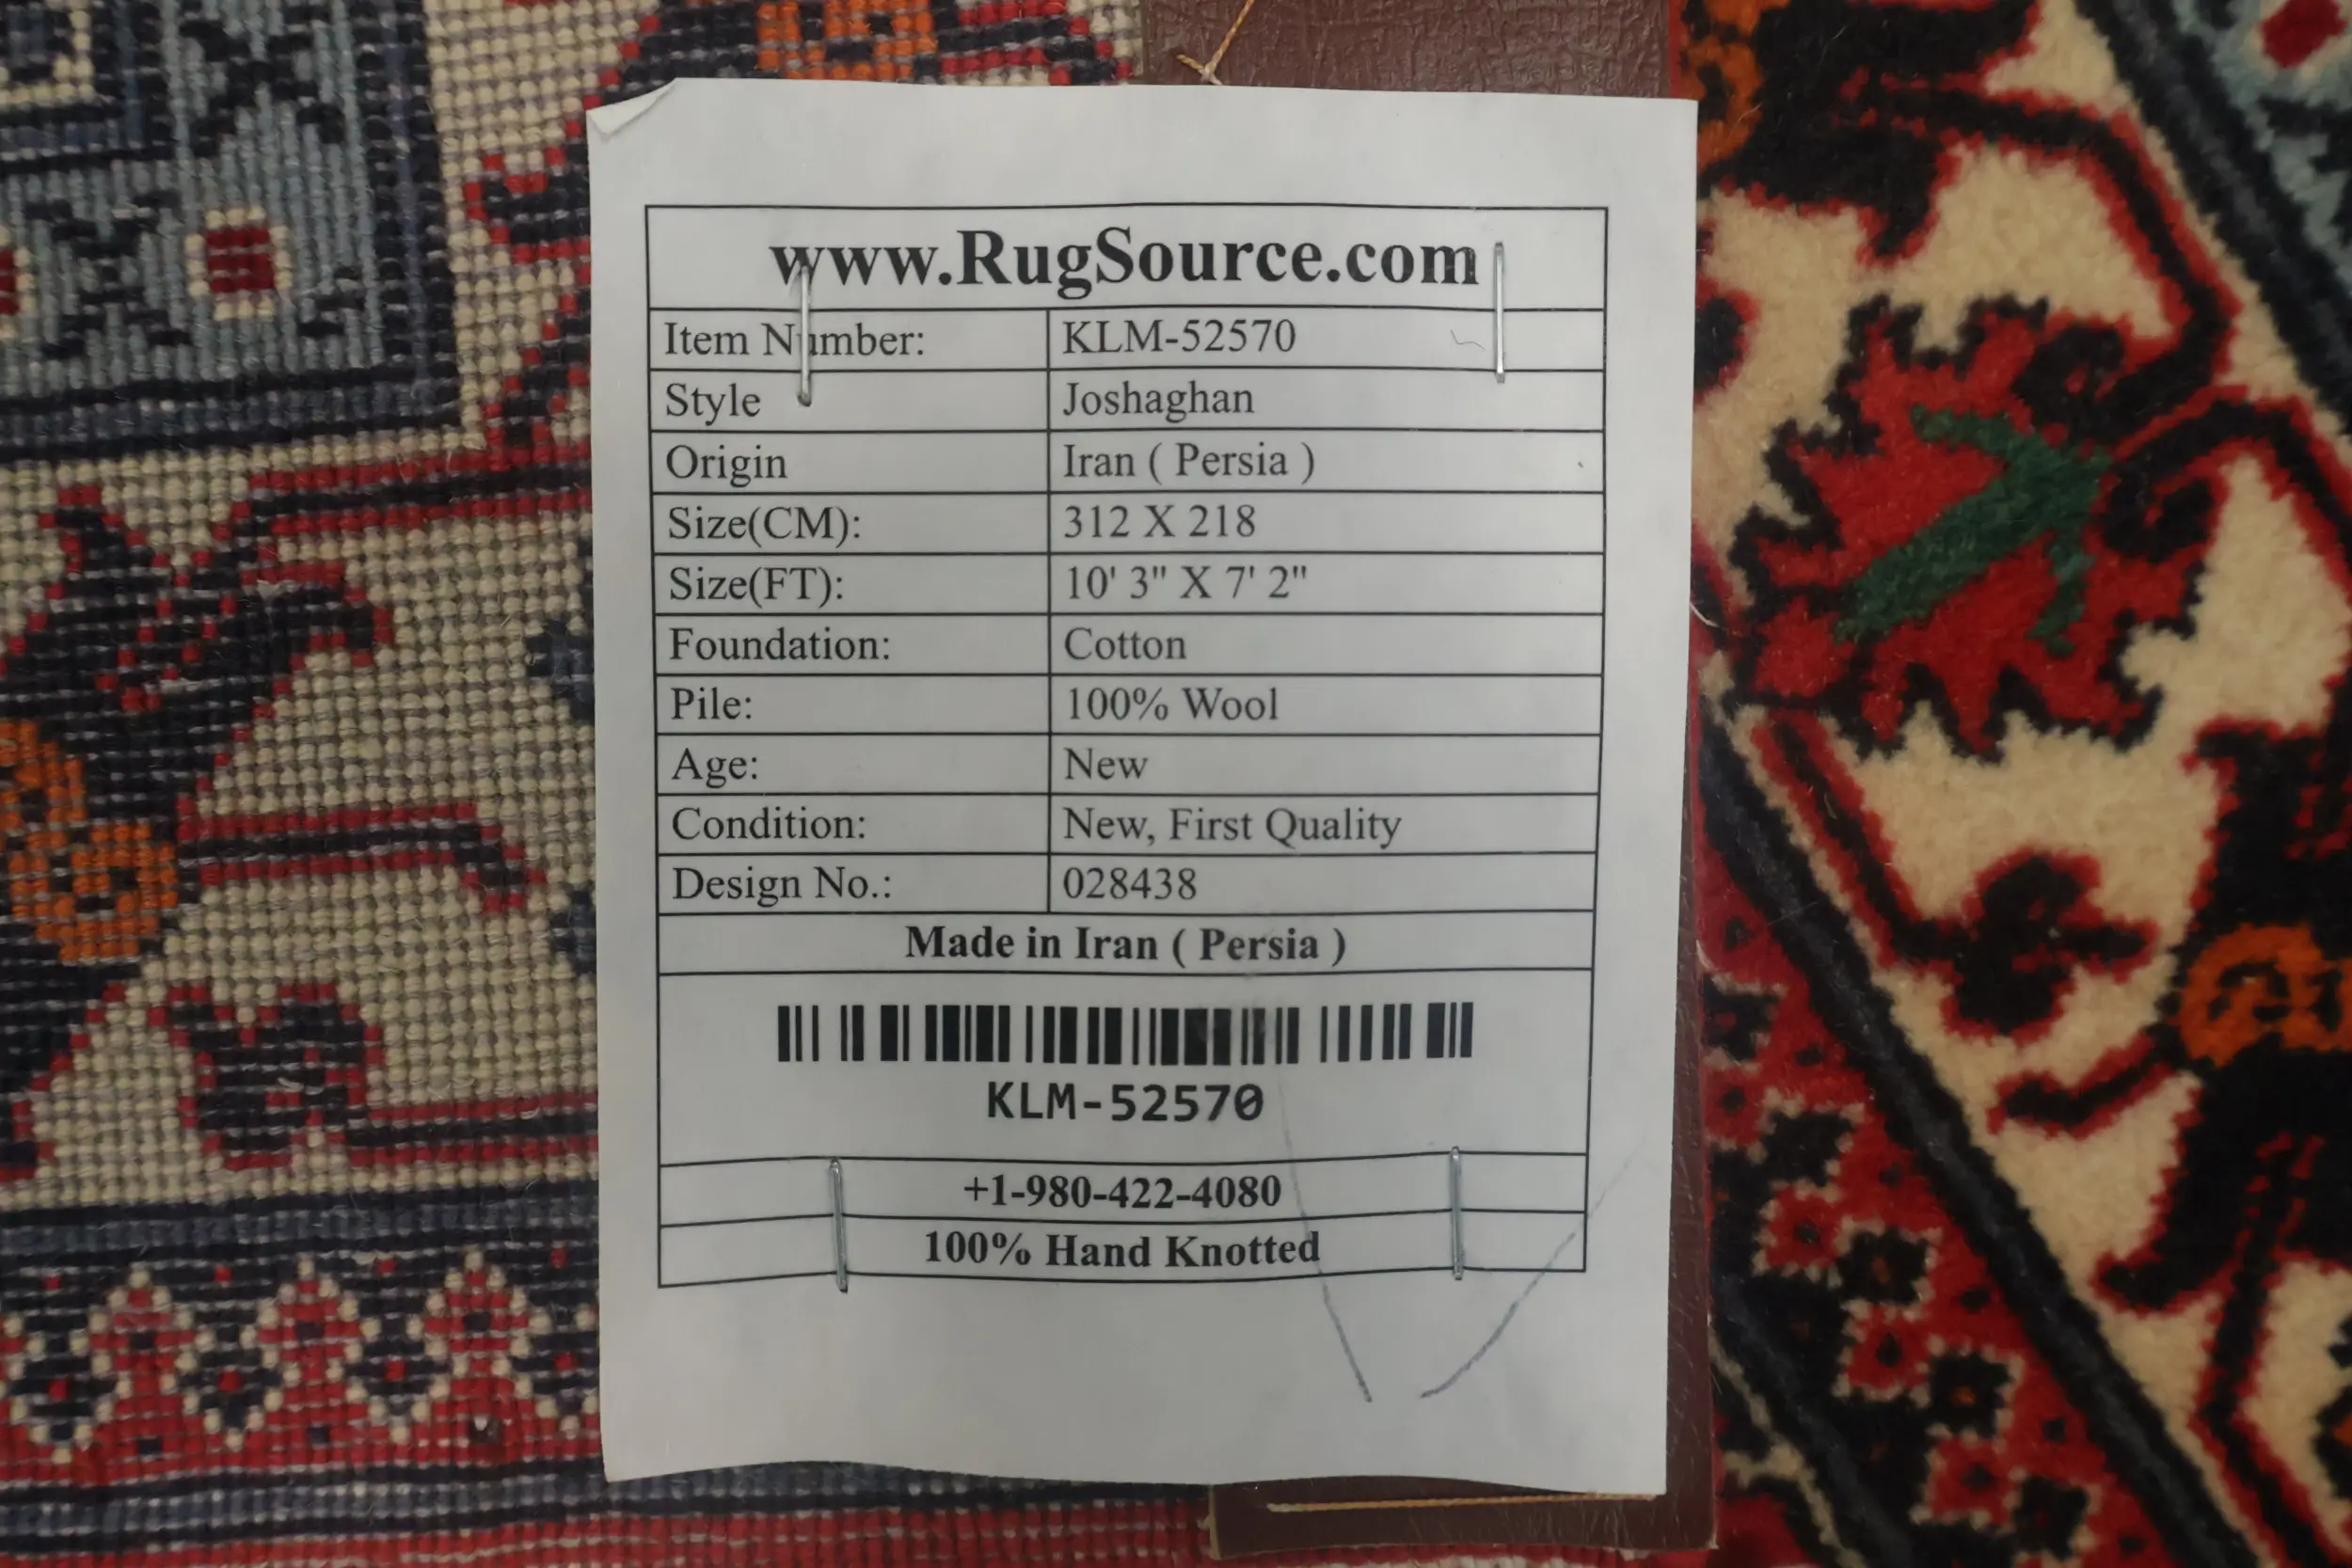 www.RugSource.com
Item Number: KLM-52570
Style Joshaghan
Origin Iran ( Persia )
Size(CM): 312 X 218
Size(FT): 10' 3" X 7' 2"
Foundation: Cotton
Pile: 100% Wool
Age: New
Condition: New, First Quality
Design No.: 028438
Made in Iran ( Persia )
KLM-52570
+1-980-422-4080
100% Hand Knotted